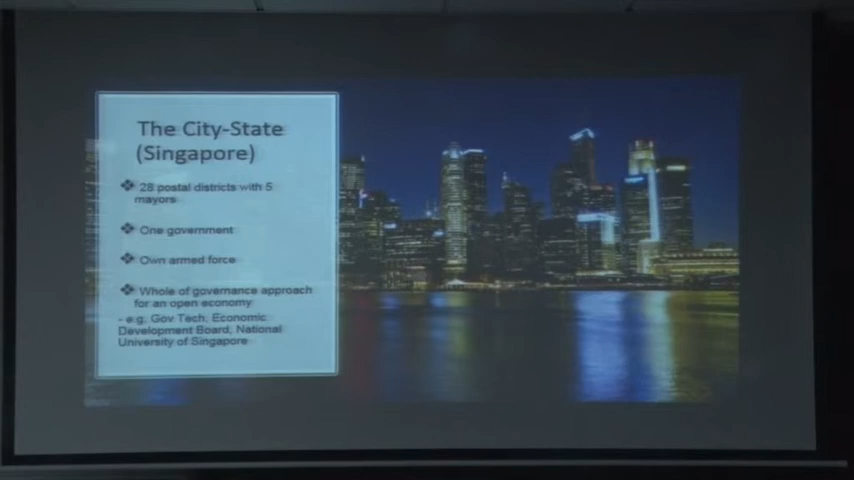 The City-State
(Singapore)
❖ 28 postal districts with 5
mayors
❖ One government
❖ Own armed force
❖ Whole of governance approach
for an open economy
- e.g. Gov Tech, Economic
Development Board, National
University of Singapore